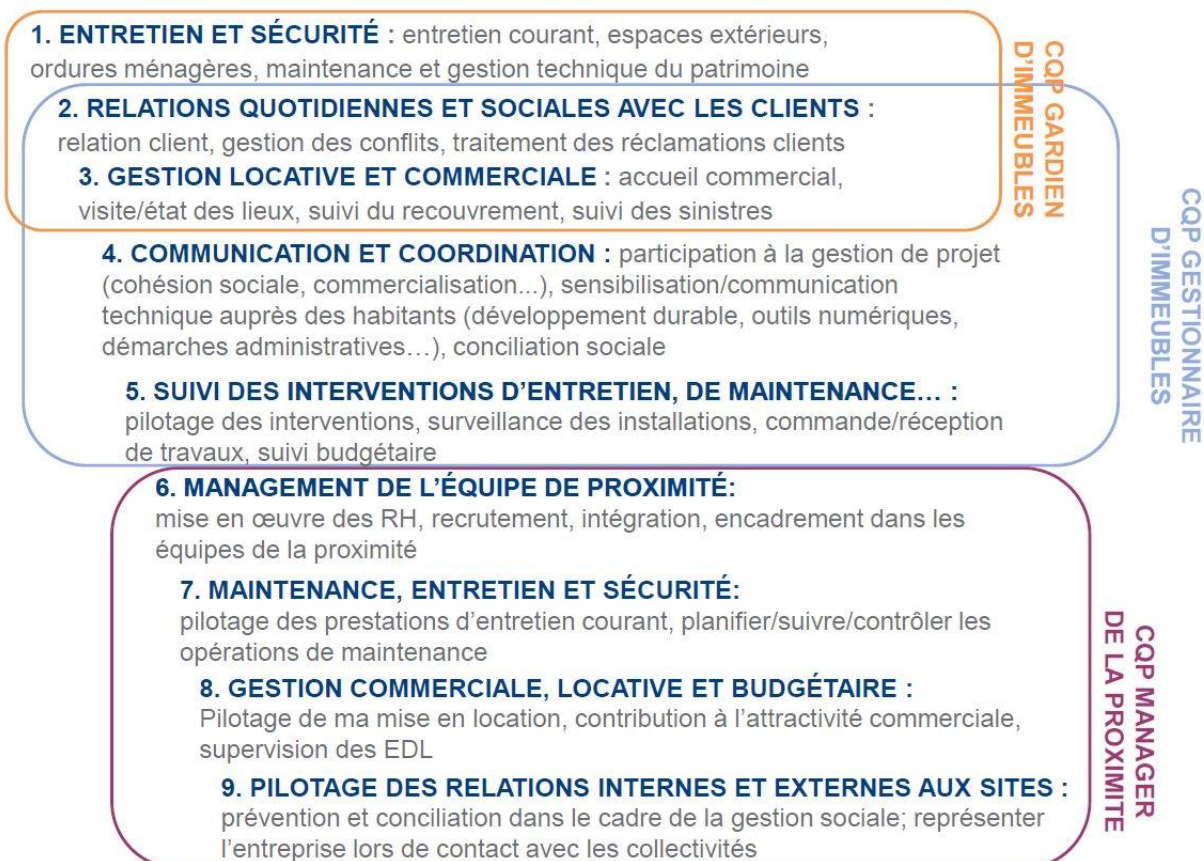 1. ENTRETIEN ET SÉCURITÉ : entretien courant, espaces extérieurs,
ordures ménagères, maintenance et gestion technique du patrimoine
2. RELATIONS QUOTIDIENNES ET SOCIALES AVEC LES CLIENTS :
relation client, gestion des conflits, traitement des réclamations clients
3. GESTION LOCATIVE ET COMMERCIALE : accueil commercial,
visite/état des lieux, suivi du recouvrement, suivi des sinistres
CQP GARDIEN
D'IMMEUBLES
4. COMMUNICATION ET COORDINATION : participation à la gestion de projet
(cohésion sociale, commercialisation...), sensibilisation/communication
technique auprès des habitants (développement durable, outils numériques,
démarches administratives…), conciliation sociale
5. SUIVI DES INTERVENTIONS D'ENTRETIEN, DE MAINTENANCE… :
pilotage des interventions, surveillance des installations, commande/réception
de travaux, suivi budgétaire
CQP GESTIONNAIRE
D'IMMEUBLES
6. MANAGEMENT DE L'ÉQUIPE DE PROXIMITÉ:
mise en œuvre des RH, recrutement, intégration, encadrement dans les
équipes de la proximité
7. MAINTENANCE, ENTRETIEN ET SÉCURITÉ:
pilotage des prestations d'entretien courant, planifier/suivre/contrôler les
opérations de maintenance
8. GESTION COMMERCIALE, LOCATIVE ET BUDGÉTAIRE :
Pilotage de ma mise en location, contribution à l'attractivité commerciale,
supervision des EDL
9. PILOTAGE DES RELATIONS INTERNES ET EXTERNES AUX SITES :
prévention et conciliation dans le cadre de la gestion sociale; représenter
l'entreprise lors de contact avec les collectivités
CQP MANAGER
DE LA PROXIMITE